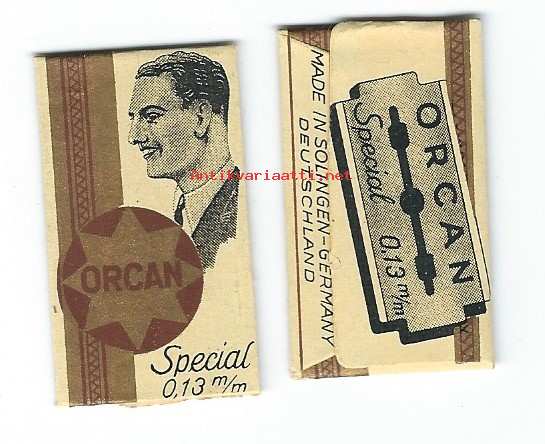 ORCAN
Special
0,13 m/m
MADE IN SOLINGEN-GERMANY
DEUTSCHLAND
ORCAN
Special 0,13 m/m
Antikvariaatti.net